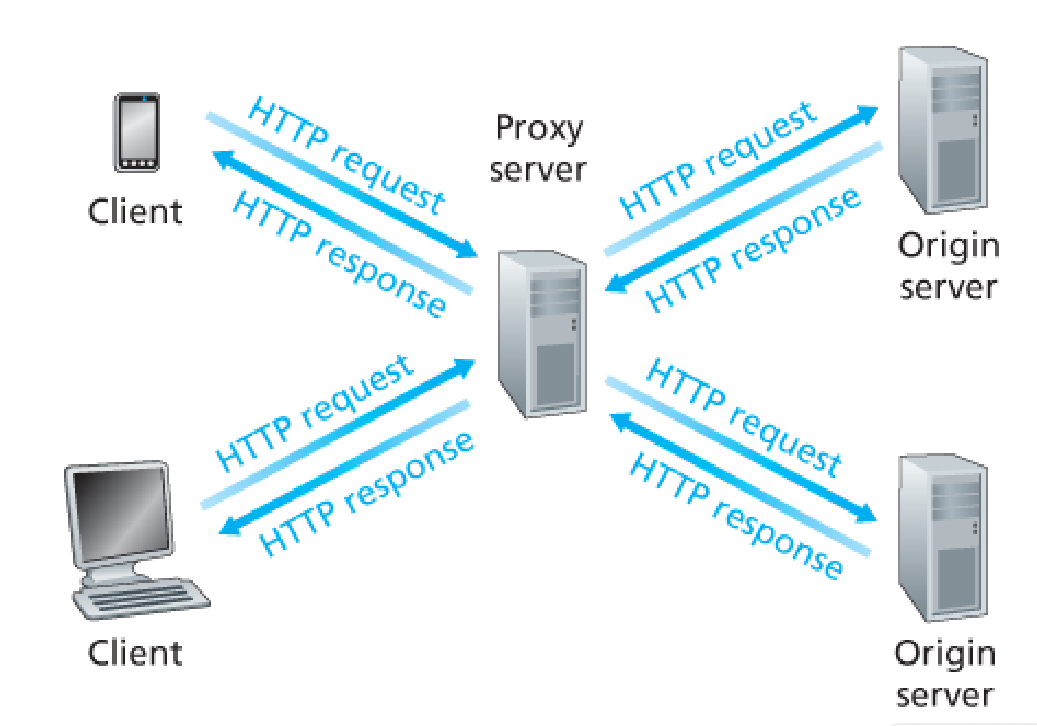 HTTP request
HTTP response
Client
Proxy
server
HTTP request
HTTP response
Origin
server
HTTP request
HTTP response
Client
HTTP request
HTTP response
Origin
server